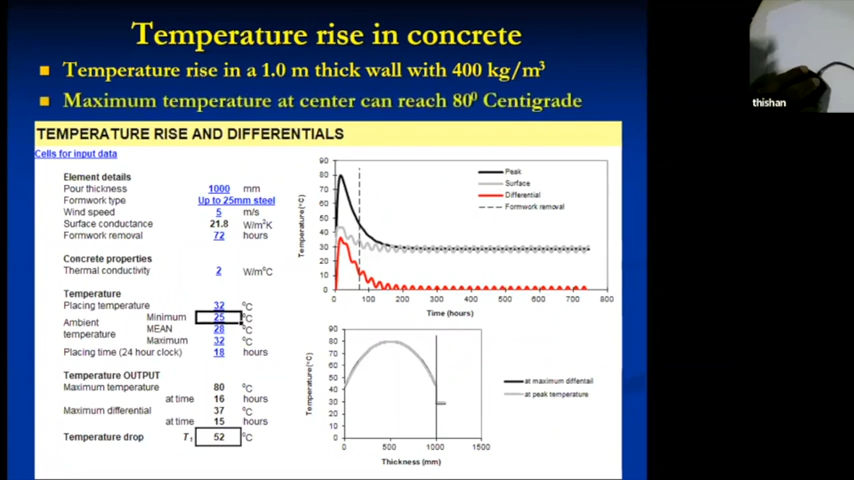 Temperature rise in concrete
Temperature rise in a 1.0 m thick wall with 400 kg/m³
Maximum temperature at center can reach 80⁰ Centigrade
thishan
TEMPERATURE RISE AND DIFFERENTIALS
Cells for input data
Element details
Pour thickness 1000 mm
Formwork type Up to 25mm steel
Wind speed 5 m/s
Surface conductance 21.8 W/m²K
Formwork removal 72 hours
Concrete properties
Thermal conductivity 2 W/m⁰C
Temperature
Placing temperature 32 ⁰C
Ambient temperature
Minimum 25 ⁰C
MEAN 28 ⁰C
Maximum 32 ⁰C
Placing time (24 hour clock) 18 hours
Temperature OUTPUT
Maximum temperature 80 ⁰C
at time 16 hours
Maximum differential 37 ⁰C
at time 15 hours
Temperature drop T₁ 52 ⁰C
Temperature (⁰C)
90
80
70
60
50
40
30
20
10
0
0 100 200 300 400 500 600 700 800
Time (hours)
Peak
Surface
Differential
Formwork removal
Temperature (⁰C)
90
80
70
60
50
40
30
20
10
0
0 500 1000 1500
Thickness (mm)
at maximum diffentail
at peak temperature